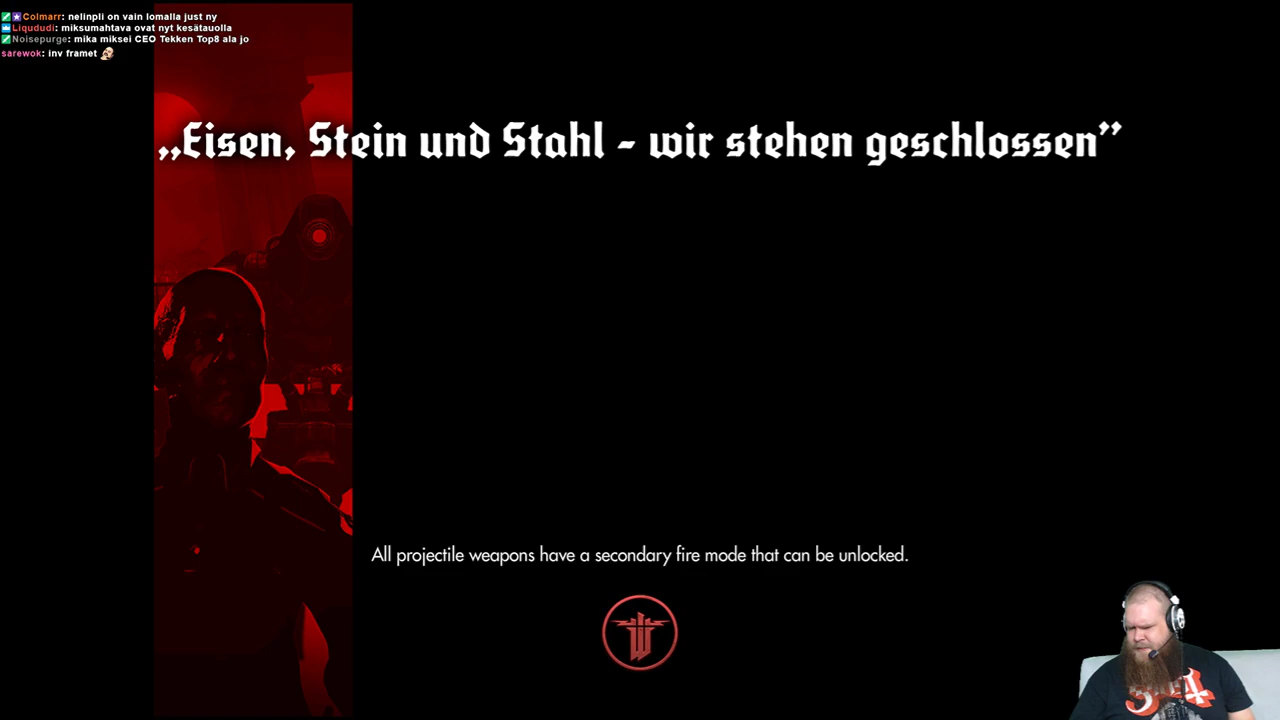 Colmarr: nelinpli on vain lomalla just ny
Liqududi: miksumahtava ovat nyt kesätauolla
Noisepurge: mika miksei CEO Tekken Top8 ala jo
sarewok: inv framet
„Eisen, Stein und Stahl - wir stehen geschlossen”
All projectile weapons have a secondary fire mode that can be unlocked.